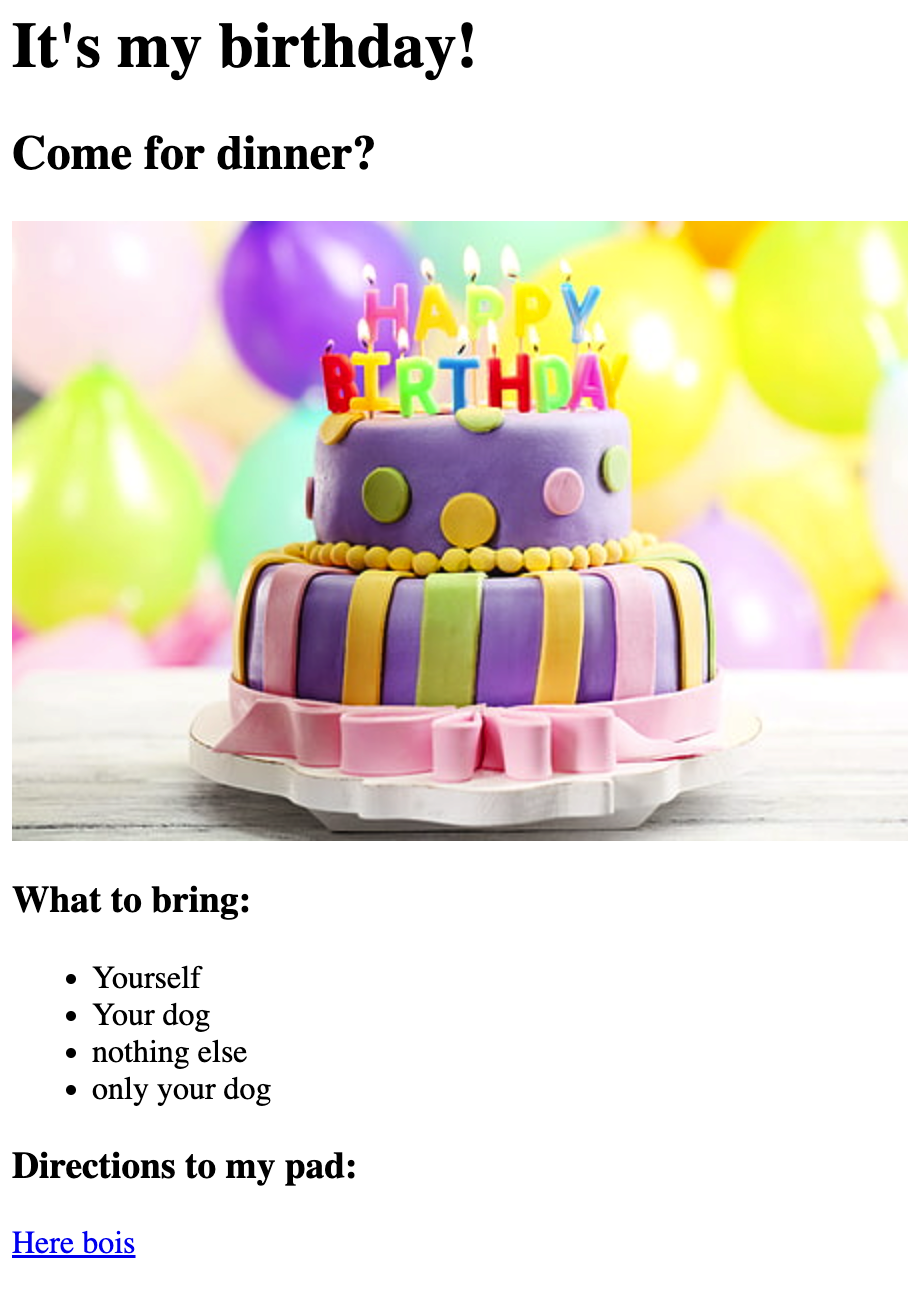 It's my birthday!
Come for dinner?
HAPPY
BIRTHDAY
What to bring:
Yourself
Your dog
nothing else
only your dog
Directions to my pad:
Here bois